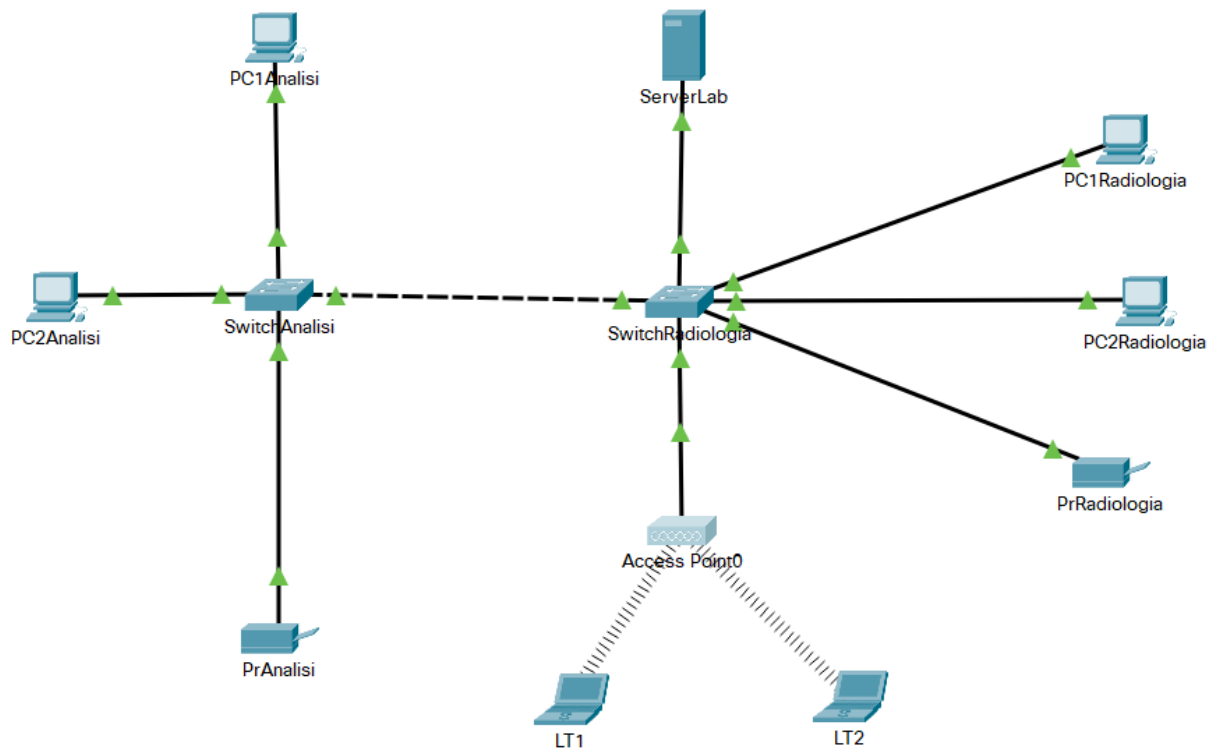 PC1Analisi
ServerLab
PC1Radiologia
PC2Analisi
SwitchAnalisi
SwitchRadiologia
PC2Radiologia
PrRadiologia
Access Point0
PrAnalisi
LT1
LT2